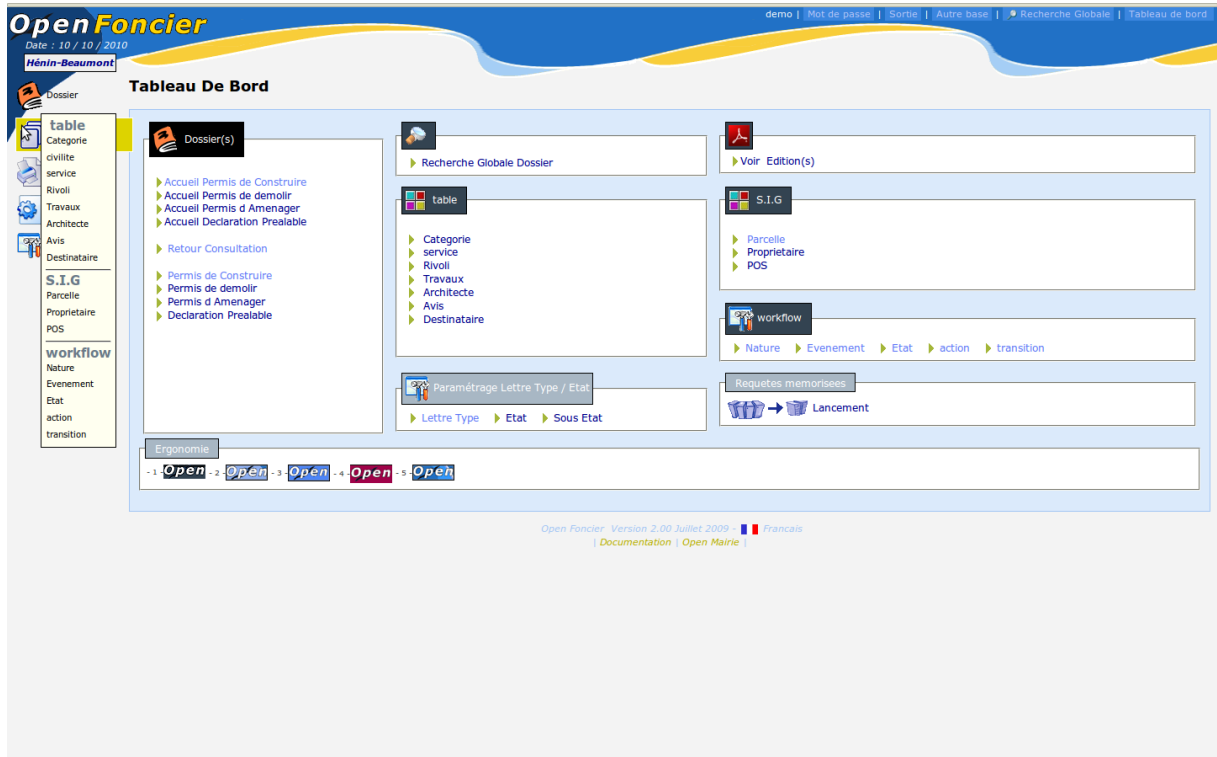 OpenFoncier
demo | Mot de passe | Sortie | Autre base | Recherche Globale | Tableau de bord
Date : 10 / 10 / 2010
Hénin-Beaumont
Dossier
table
Categorie
civilite
service
Rivoli
Travaux
Architecte
Avis
Destinataire
S.I.G
Parcelle
Proprietaire
POS
workflow
Nature
Evenement
Etat
action
transition
Tableau De Bord
Dossier(s)
Accueil Permis de Construire
Accueil Permis de demolir
Accueil Permis d Amenager
Accueil Declaration Prealable
Retour Consultation
Permis de Construire
Permis de demolir
Permis d Amenager
Declaration Prealable
Recherche Globale Dossier
table
Categorie
service
Rivoli
Travaux
Architecte
Avis
Destinataire
Paramétrage Lettre Type / Etat
Lettre Type Etat Sous Etat
Voir Edition(s)
S.I.G
Parcelle
Proprietaire
POS
workflow
Nature Evenement Etat action transition
Requetes memorisees
Lancement
Ergonomie
- 1 - Open - 2 - Open - 3 - Open - 4 - Open - 5 - Open
Open Foncier Version 2.00 Juillet 2009 - Francais
| Documentation | Open Mairie |